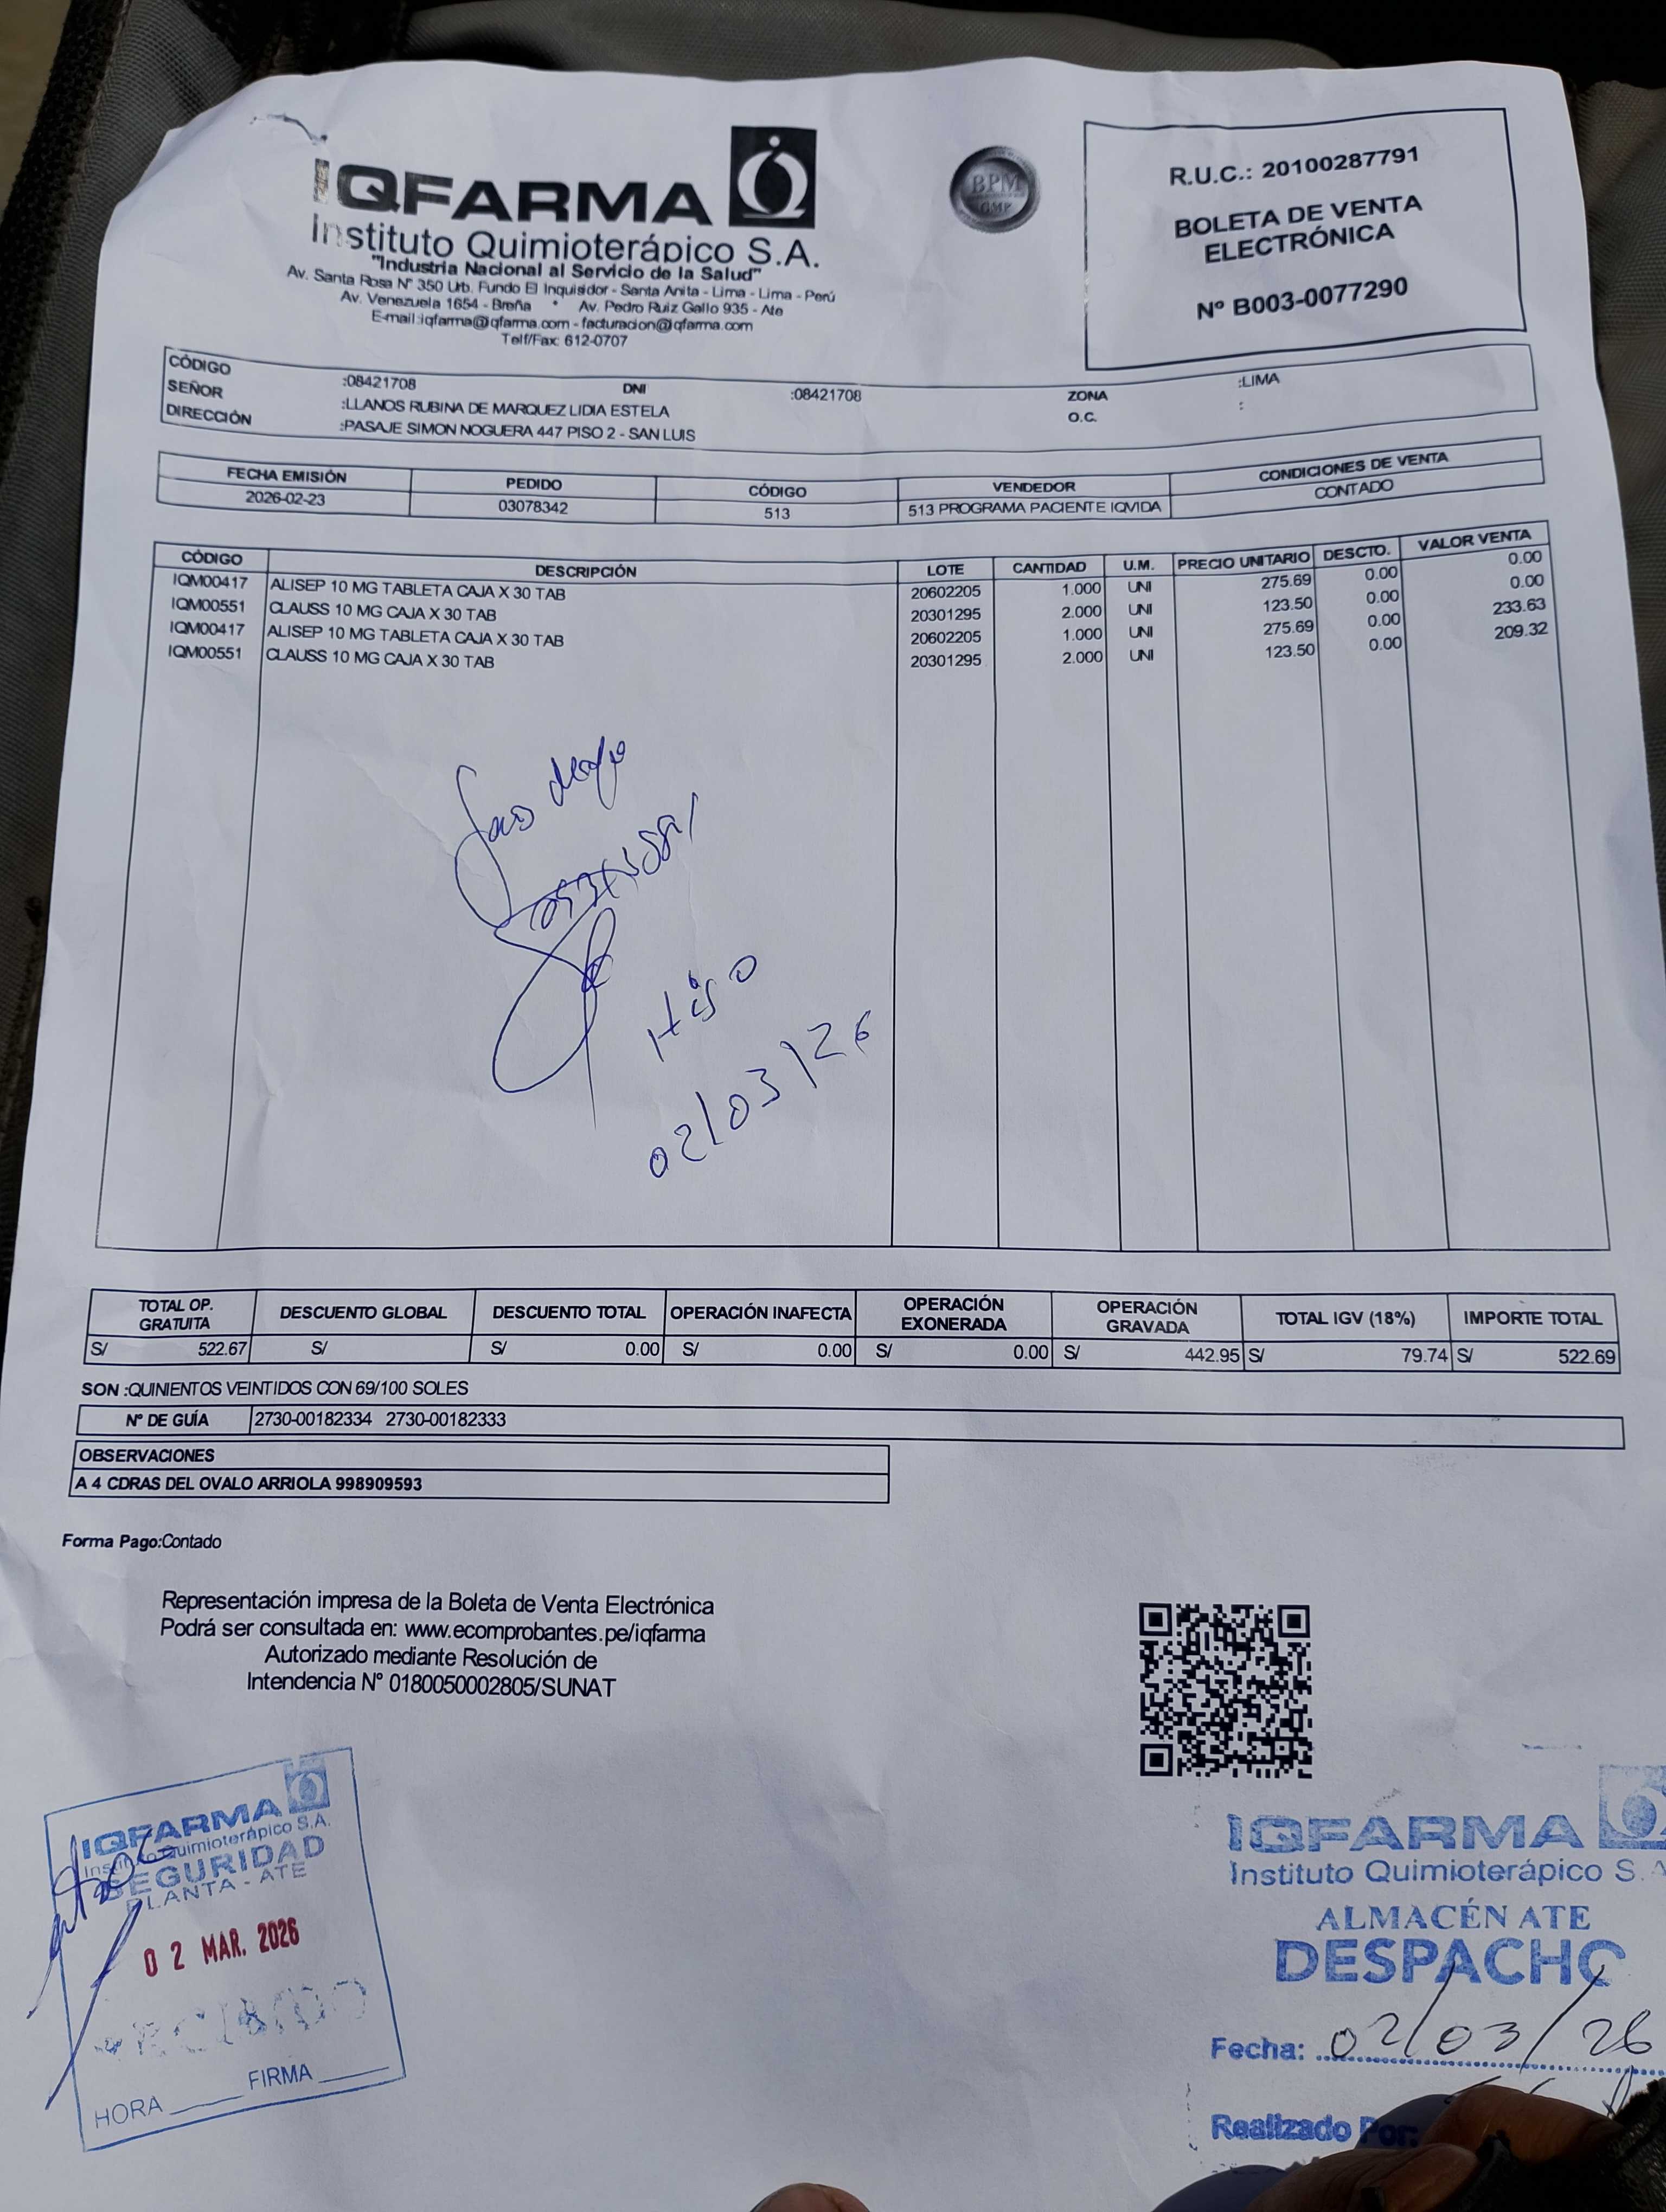 IQFARMA
Instituto Quimioterápico S.A.
"Industria Nacional al Servicio de la Salud"
Av. Santa Rosa N° 350 Urb. Fundo El Inquisidor - Santa Anita - Lima - Lima - Perú
Av. Venezuela 1654 - Breña * Av. Pedro Ruiz Gallo 935 - Ate
E-mail:iqfarma@iqfarma.com - facturacion@iqfarma.com
Telf/Fax: 612-0707
BPM
GMP
R.U.C.: 20100287791
BOLETA DE VENTA
ELECTRÓNICA
Nº B003-0077290
CÓDIGO :08421708 DNI :08421708 ZONA :LIMA
SEÑOR :LLANOS RUBINA DE MARQUEZ LIDIA ESTELA O.C. :
DIRECCIÓN :PASAJE SIMON NOGUERA 447 PISO 2 - SAN LUIS
FECHA EMISIÓN PEDIDO CÓDIGO VENDEDOR CONDICIONES DE VENTA
2026-02-23 03078342 513 513 PROGRAMA PACIENTE IQVIDA CONTADO
CÓDIGO DESCRIPCIÓN LOTE CANTIDAD U.M. PRECIO UNITARIO DESCTO. VALOR VENTA
IQM00417 ALISEP 10 MG TABLETA CAJA X 30 TAB 20602205 1.000 UNI 275.69 0.00 0.00
IQM00551 CLAUSS 10 MG CAJA X 30 TAB 20301295 2.000 UNI 123.50 0.00 0.00
IQM00417 ALISEP 10 MG TABLETA CAJA X 30 TAB 20602205 1.000 UNI 275.69 0.00 233.63
IQM00551 CLAUSS 10 MG CAJA X 30 TAB 20301295 2.000 UNI 123.50 0.00 209.32
02/03/26
TOTAL OP. GRATUITA DESCUENTO GLOBAL DESCUENTO TOTAL OPERACIÓN INAFECTA OPERACIÓN EXONERADA OPERACIÓN GRAVADA TOTAL IGV (18%) IMPORTE TOTAL
S/ 522.67 S/ S/ 0.00 S/ 0.00 S/ 0.00 S/ 442.95 S/ 79.74 S/ 522.69
SON :QUINIENTOS VEINTIDOS CON 69/100 SOLES
Nº DE GUÍA 2730-00182334 2730-00182333
OBSERVACIONES
A 4 CDRAS DEL OVALO ARRIOLA 998909593
Forma Pago:Contado
Representación impresa de la Boleta de Venta Electrónica
Podrá ser consultada en: www.ecomprobantes.pe/iqfarma
Autorizado mediante Resolución de
Intendencia Nº 0180050002805/SUNAT
IQFARMA
Instituto Quimioterápico S.A.
SEGURIDAD
PLANTA - ATE
02 MAR. 2026
HORA FIRMA
IQFARMA
Instituto Quimioterápico S.A
ALMACÉN ATE
DESPACHO
Fecha: 02/03/26
Realizado Por: